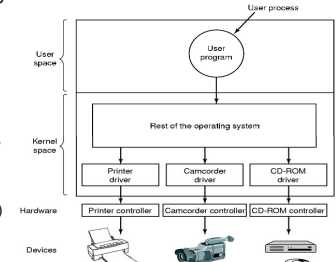 User process
User
space
User
program
Rest of the operating system
Kernel
space
Printer
driver
Camcorder
driver
CD-ROM
driver
Hardware
Printer controller
Camcorder controller
CD-ROM controller
Devices